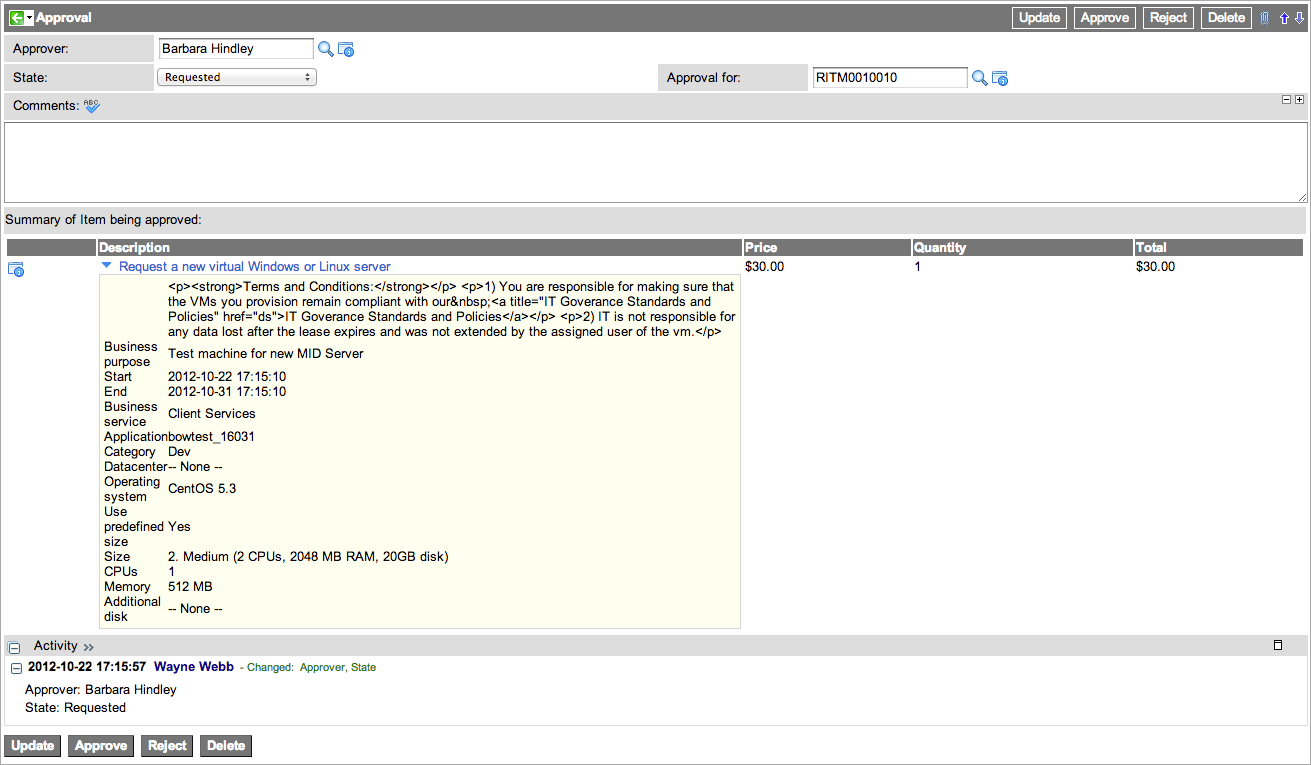 Approval Update Approve Reject Delete
Approver: Barbara Hindley
State: Requested Approval for: RITM0010010
Comments: ABC
Summary of Item being approved:
Description Price Quantity Total
Request a new virtual Windows or Linux server $30.00 1 $30.00
<p><strong>Terms and Conditions:</strong></p> <p>1) You are responsible for making sure that
the VMs you provision remain compliant with our&nbsp;<a title="IT Goverance Standards and
Policies" href="ds">IT Goverance Standards and Policies</a></p> <p>2) IT is not responsible for
any data lost after the lease expires and was not extended by the assigned user of the vm.</p>
Business
purpose Test machine for new MID Server
Start 2012-10-22 17:15:10
End 2012-10-31 17:15:10
Business
service Client Services
Application bowtest_16031
Category Dev
Datacenter -- None --
Operating
system CentOS 5.3
Use
predefined Yes
size
Size 2. Medium (2 CPUs, 2048 MB RAM, 20GB disk)
CPUs 1
Memory 512 MB
Additional
disk -- None --
Activity
2012-10-22 17:15:57 Wayne Webb - Changed: Approver, State
Approver: Barbara Hindley
State: Requested
Update Approve Reject Delete